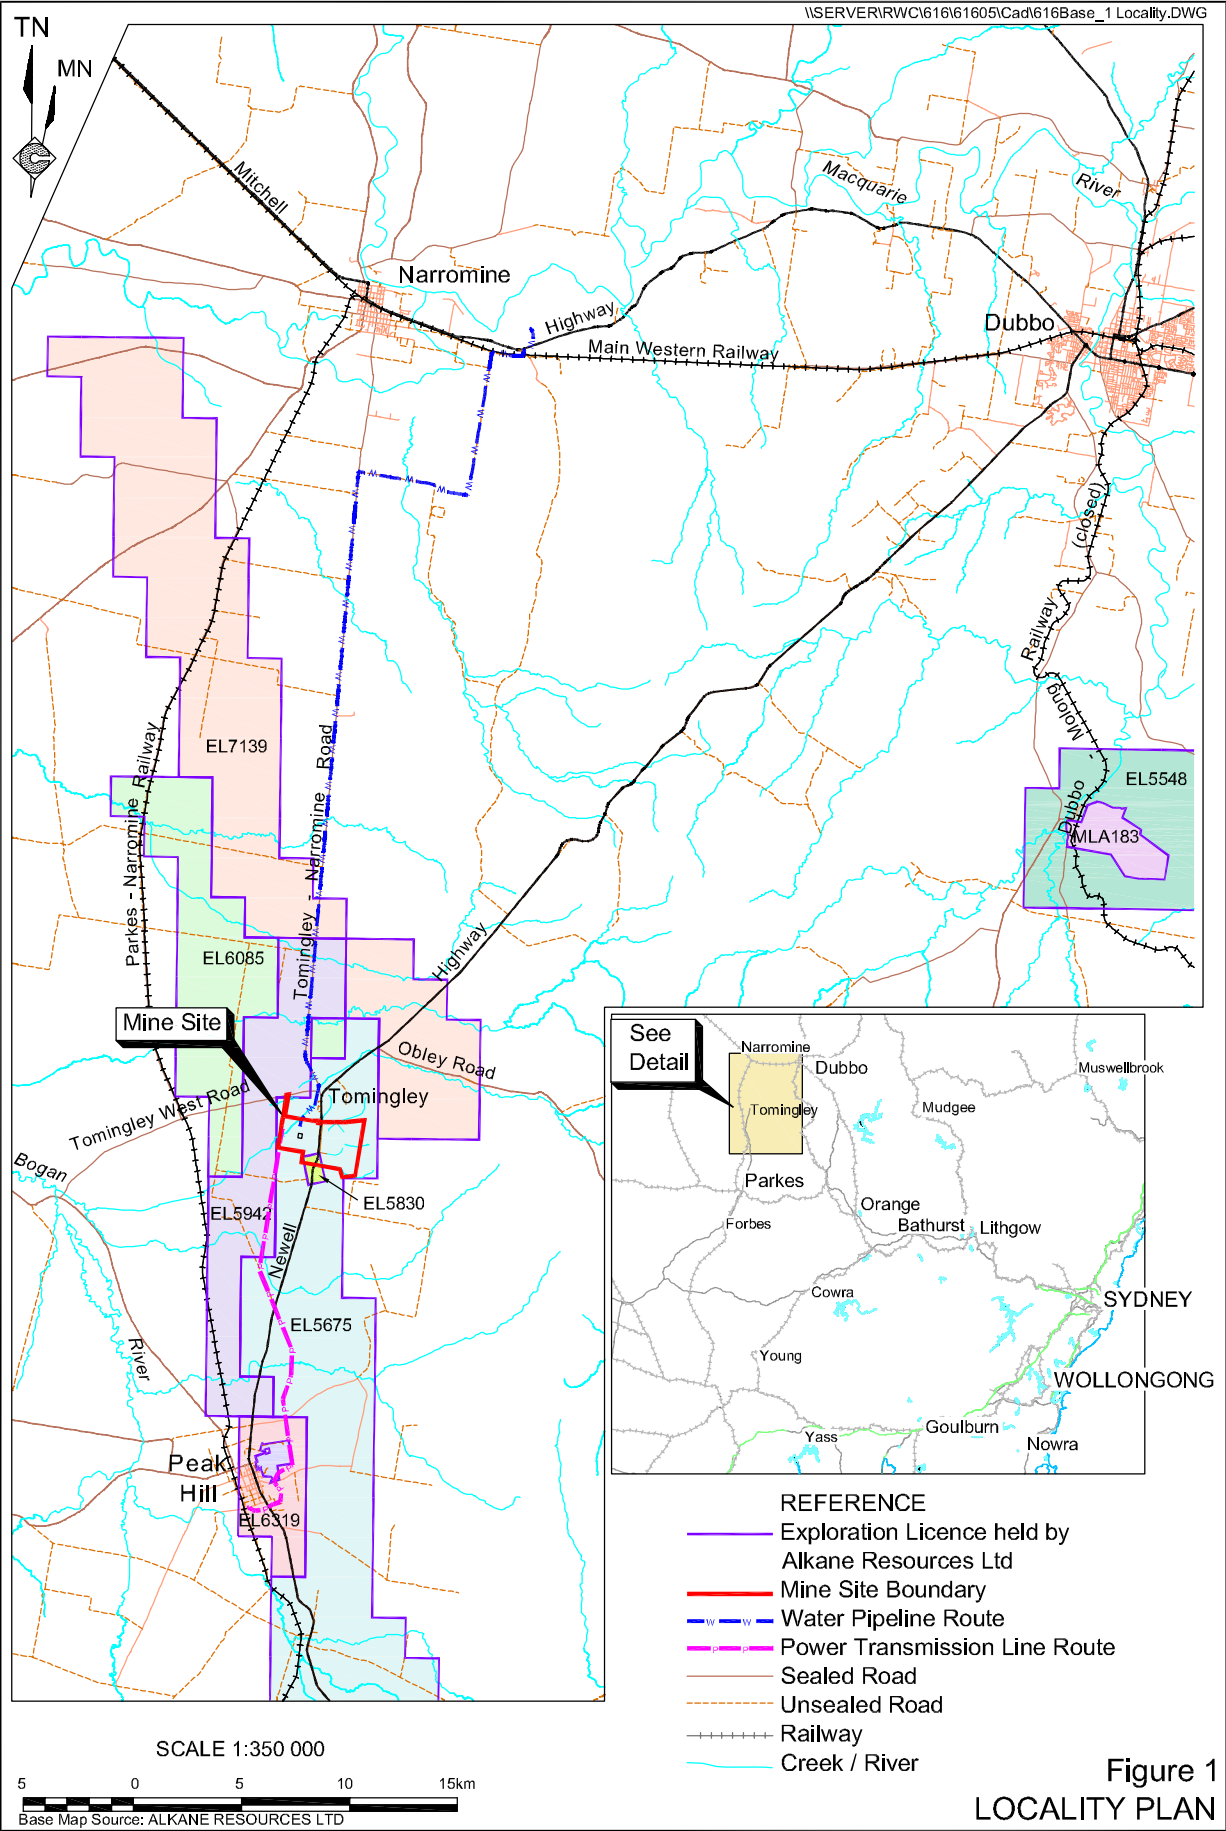 \\SERVER\RWC\616\61605\Cad\616Base_1 Locality.DWG
TN
MN
Mitchell
Macquarie
River
Narromine
Highway
Dubbo
Main Western Railway
(closed)
Railway
Molong
-
Dubbo
EL5548
MLA183
EL7139
Parkes - Narromine Railway
Tomingley - Narromine Road
EL6085
Highway
Mine Site
Obley Road
Tomingley
Tomingley West Road
Bogan
EL5830
EL5942
Newell
EL5675
River
Peak
Hill
EL6319
See
Detail
Narromine
Dubbo
Muswellbrook
Tomingley
Mudgee
Parkes
Orange
Forbes
Bathurst
Lithgow
Cowra
SYDNEY
Young
WOLLONGONG
Goulburn
Yass
Nowra
REFERENCE
Exploration Licence held by
Alkane Resources Ltd
Mine Site Boundary
Water Pipeline Route
Power Transmission Line Route
Sealed Road
Unsealed Road
Railway
Creek / River
SCALE 1:350 000
5 0 5 10 15km
Base Map Source: ALKANE RESOURCES LTD
Figure 1
LOCALITY PLAN